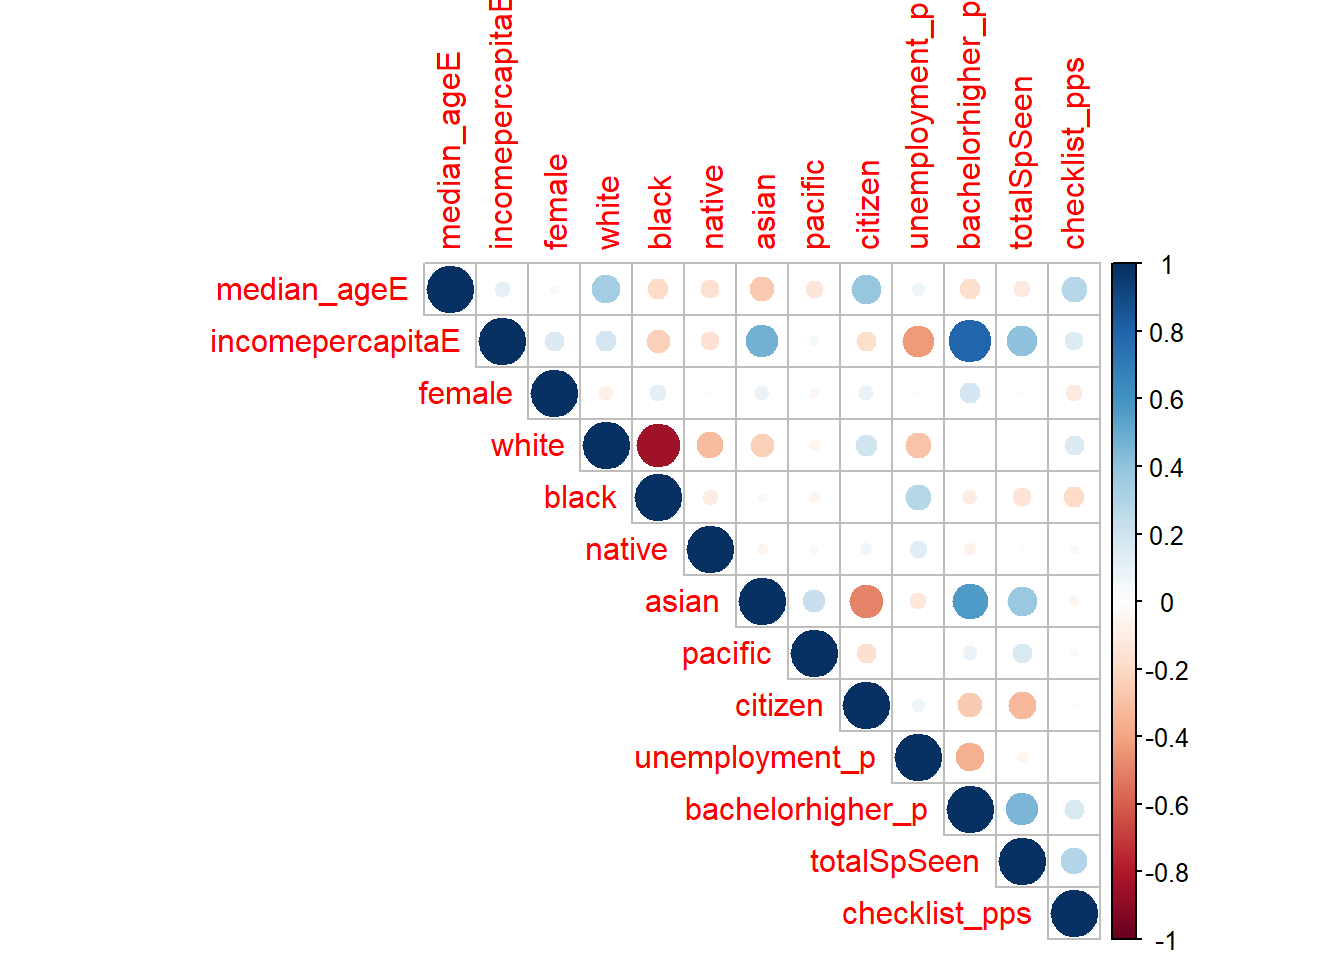 median_ageE
incomepercapitaE
female
white
black
native
asian
pacific
citizen
unemployment_p
bachelorhigher_p
totalSpSeen
checklist_pps
median_ageE
incomepercapitaE
female
white
black
native
asian
pacific
citizen
unemployment_p
bachelorhigher_p
totalSpSeen
checklist_pps
1
0.8
0.6
0.4
0.2
0
-0.2
-0.4
-0.6
-0.8
-1